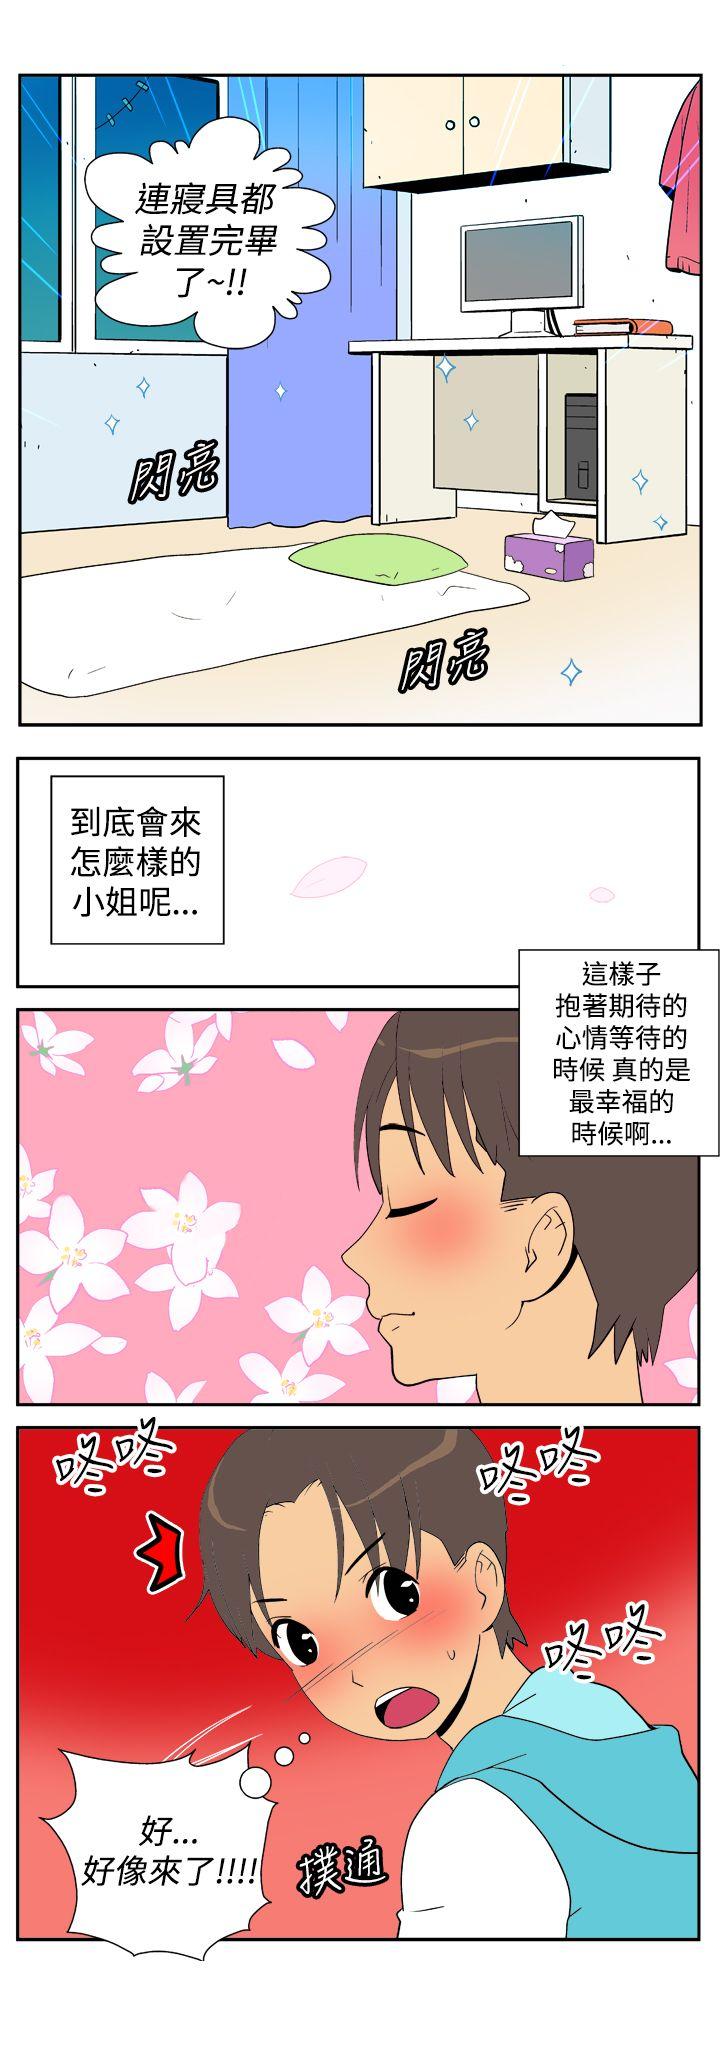 連寢具都
設置完畢
了~!!
閃亮
閃亮
到底會來
怎麼樣的
小姐呢...
這樣子
抱著期待的
心情等待的
時候 真的是
最幸福的
時候啊...
咚咚
咚咚
咚咚
好...
好像來了!!!!
撲通